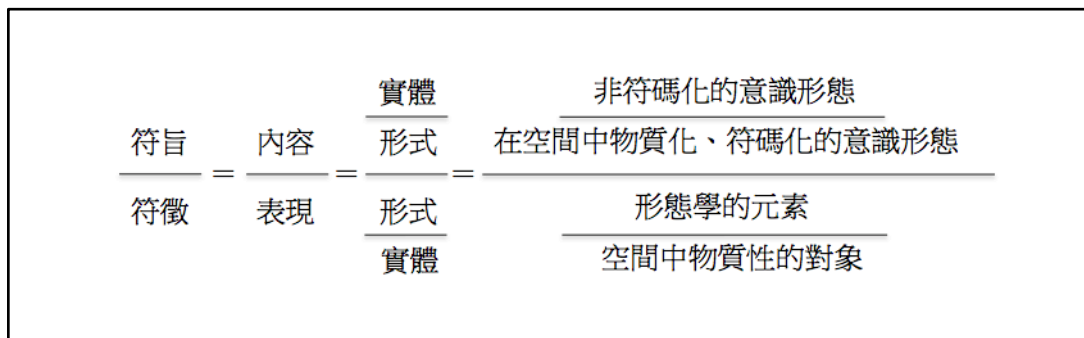 實體 非符碼化的意識形態
符旨 內容 形式 在空間中物質化、符碼化的意識形態
= = =
符徵 表現 形式 形態學的元素
實體 空間中物質性的對象